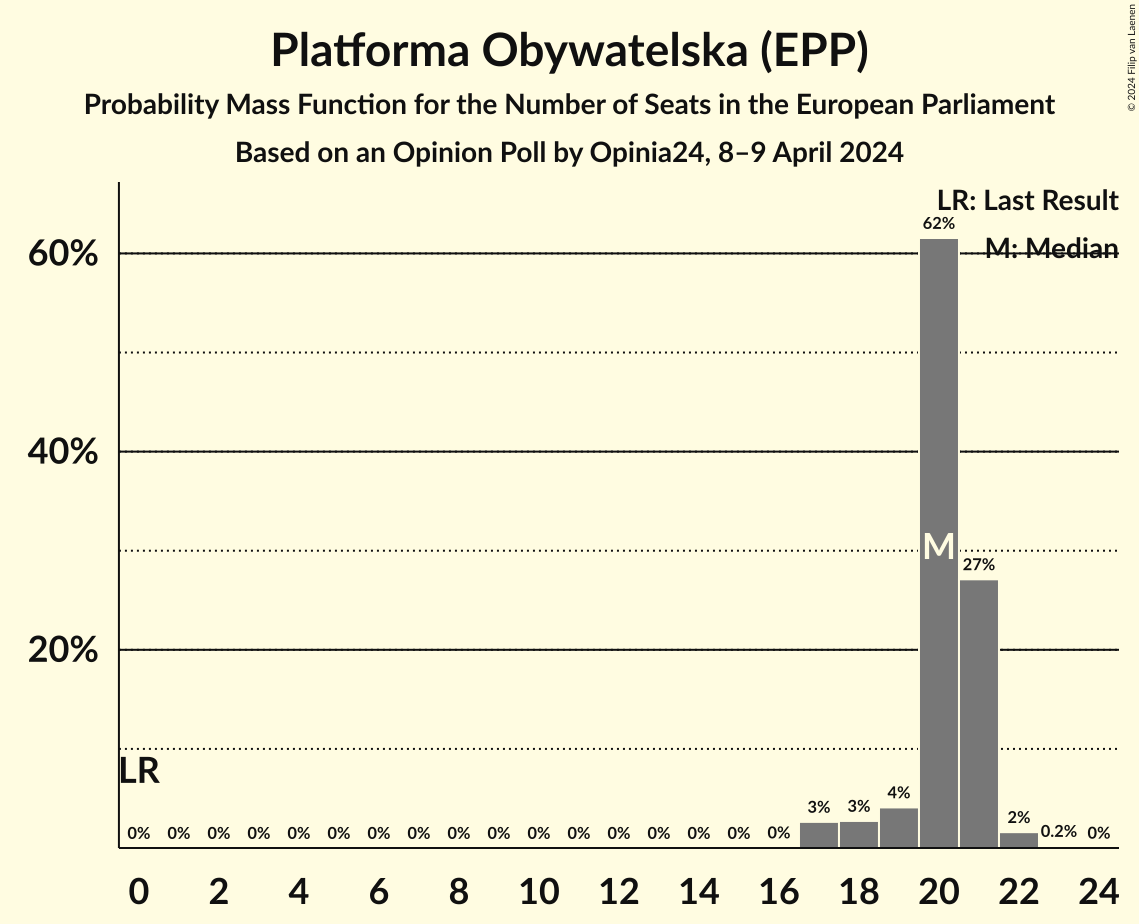 Platforma Obywatelska (EPP)
Probability Mass Function for the Number of Seats in the European Parliament
Based on an Opinion Poll by Opinia24, 8–9 April 2024
© 2024 Filip van Laenen
LR: Last Result
M: Median
60%
40%
20%
62%
M
27%
LR
0% 0% 0% 0% 0% 0% 0% 0% 0% 0% 0% 0% 0% 0% 0% 0% 0% 3% 3% 4% 2% 0.2% 0%
0 2 4 6 8 10 12 14 16 18 20 22 24